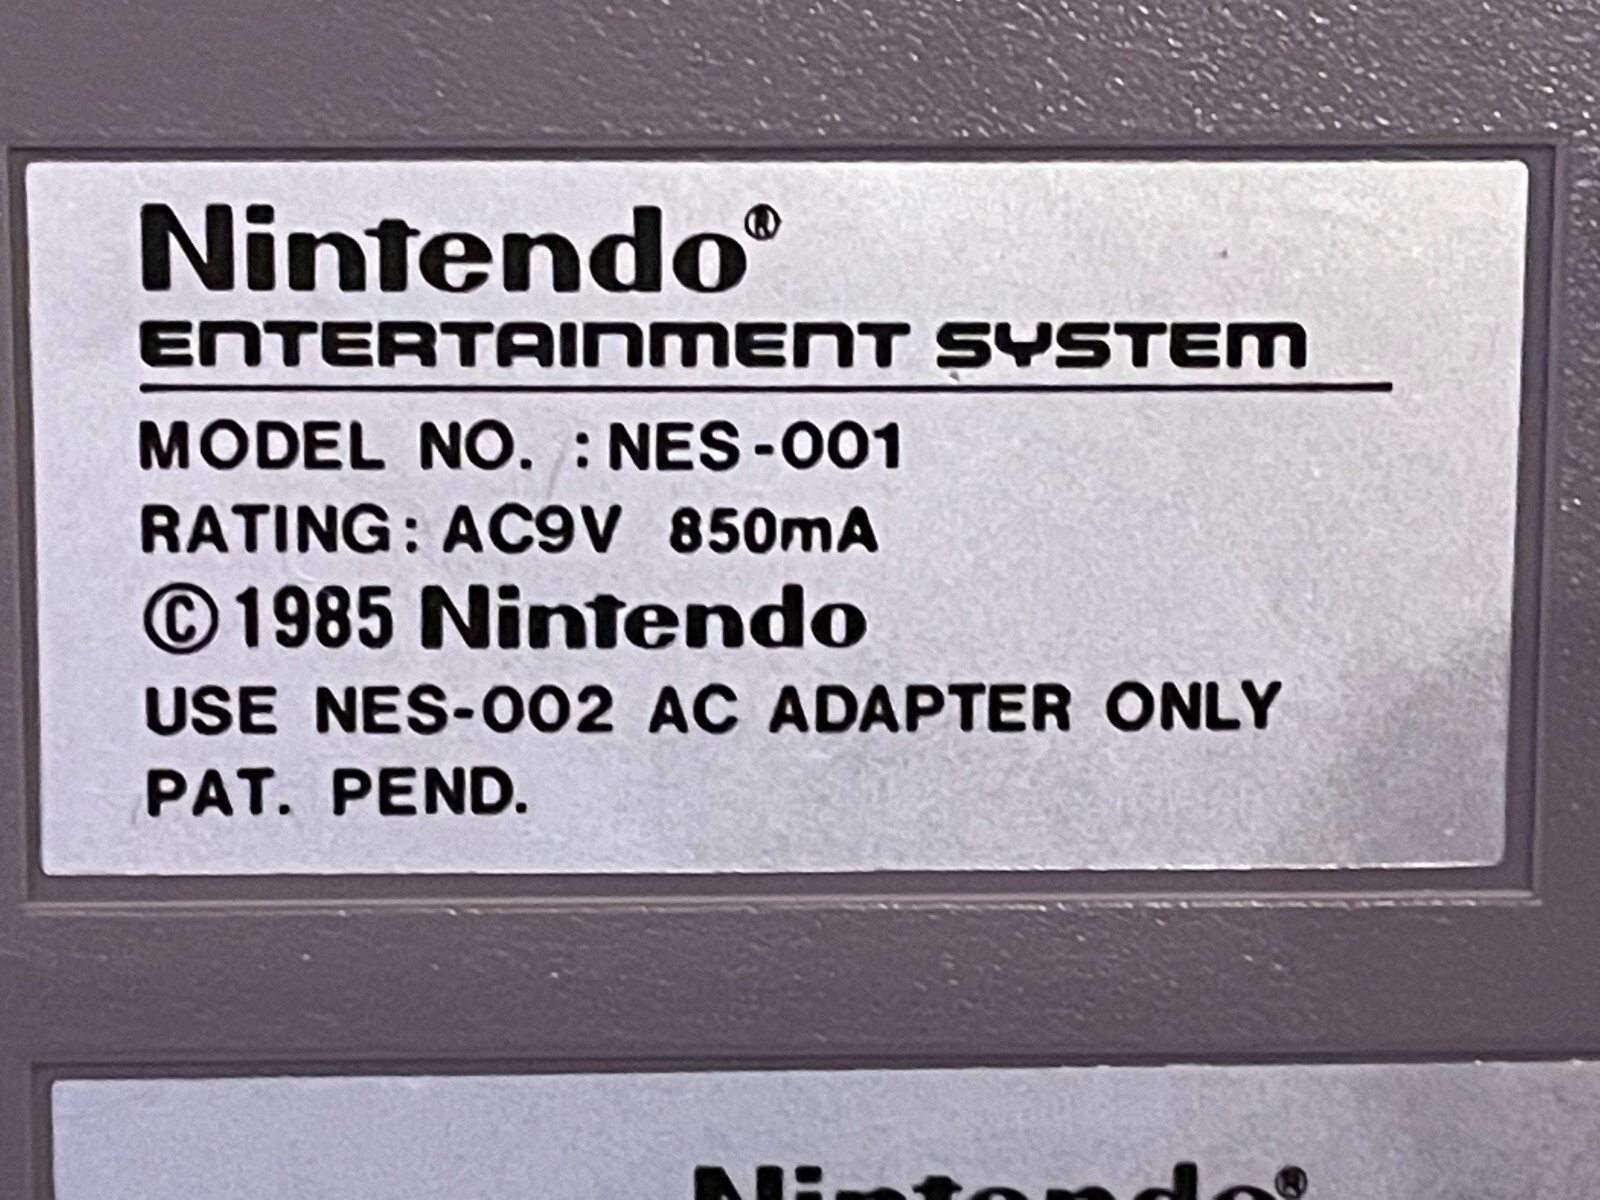 Nintendo®
ENTERTAINMENT SYSTEM
MODEL NO. : NES-001
RATING: AC9V 850mA
©1985 Nintendo
USE NES-002 AC ADAPTER ONLY
PAT. PEND.
Nintendo®